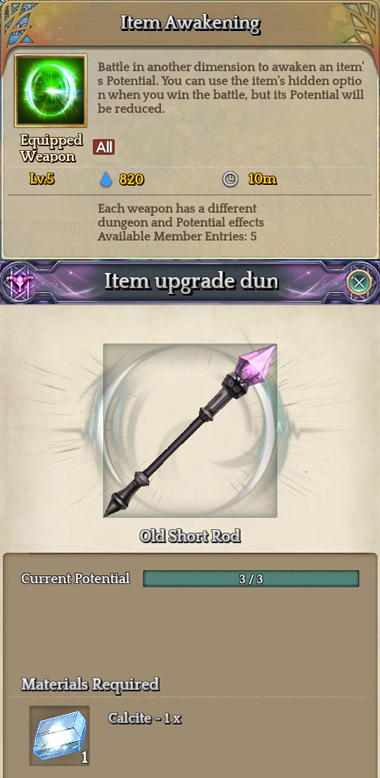 Item Awakening
Battle in another dimension to awaken an item'
s Potential. You can use the item's hidden optio
n when you win the battle, but its Potential will
be reduced.
Equipped
Weapon
All
Lv.5
820
10m
Each weapon has a different
dungeon and Potential effects
Available Member Entries: 5
Item upgrade dun
Old Short Rod
Current Potential
3 / 3
Materials Required
Calcite - 1 x
1